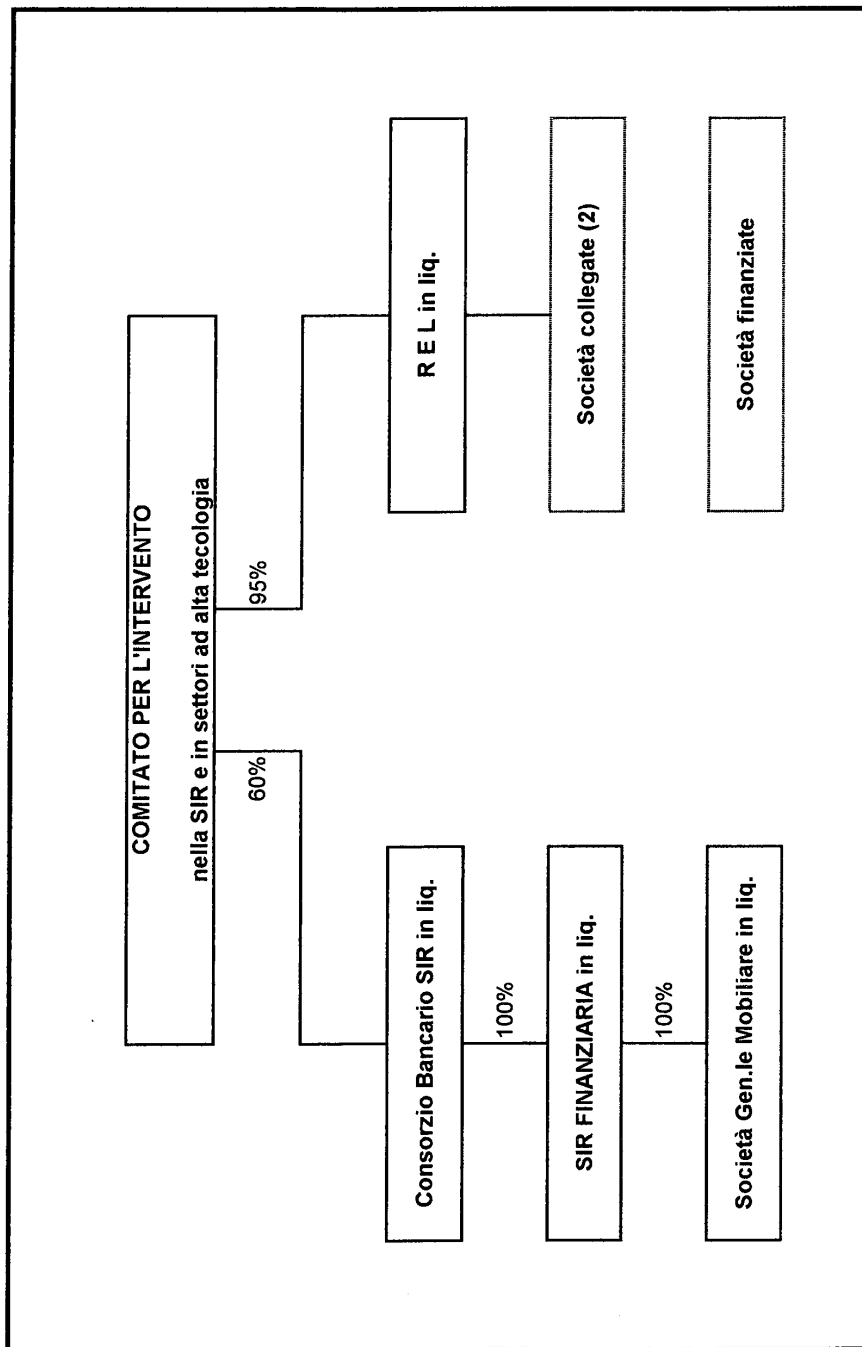 COMITATO PER L'INTERVENTO
nella SIR e in settori ad alta tecologia
60%
95%
Consorzio Bancario SIR in liq.
R E L in liq.
100%
SIR FINANZIARIA in liq.
Società collegate (2)
100%
Società Gen.le Mobiliare in liq.
Società finanziate